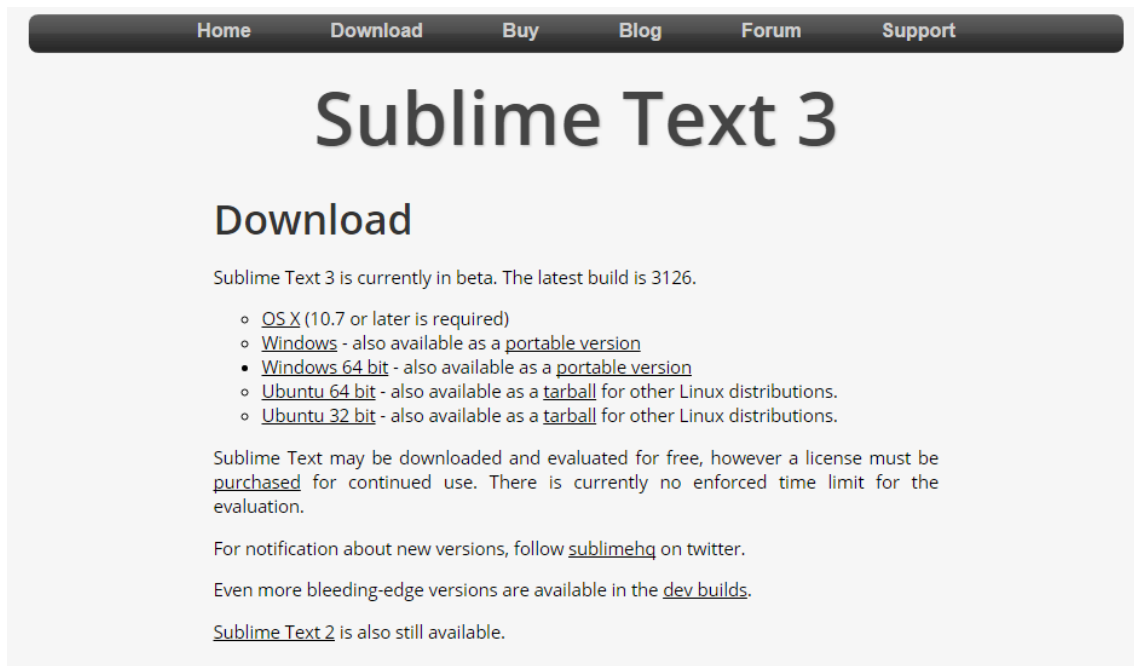 Home Download Buy Blog Forum Support
Sublime Text 3
Download
Sublime Text 3 is currently in beta. The latest build is 3126.
OS X (10.7 or later is required)
Windows - also available as a portable version
Windows 64 bit - also available as a portable version
Ubuntu 64 bit - also available as a tarball for other Linux distributions.
Ubuntu 32 bit - also available as a tarball for other Linux distributions.
Sublime Text may be downloaded and evaluated for free, however a license must be
purchased for continued use. There is currently no enforced time limit for the
evaluation.
For notification about new versions, follow sublimehq on twitter.
Even more bleeding-edge versions are available in the dev builds.
Sublime Text 2 is also still available.